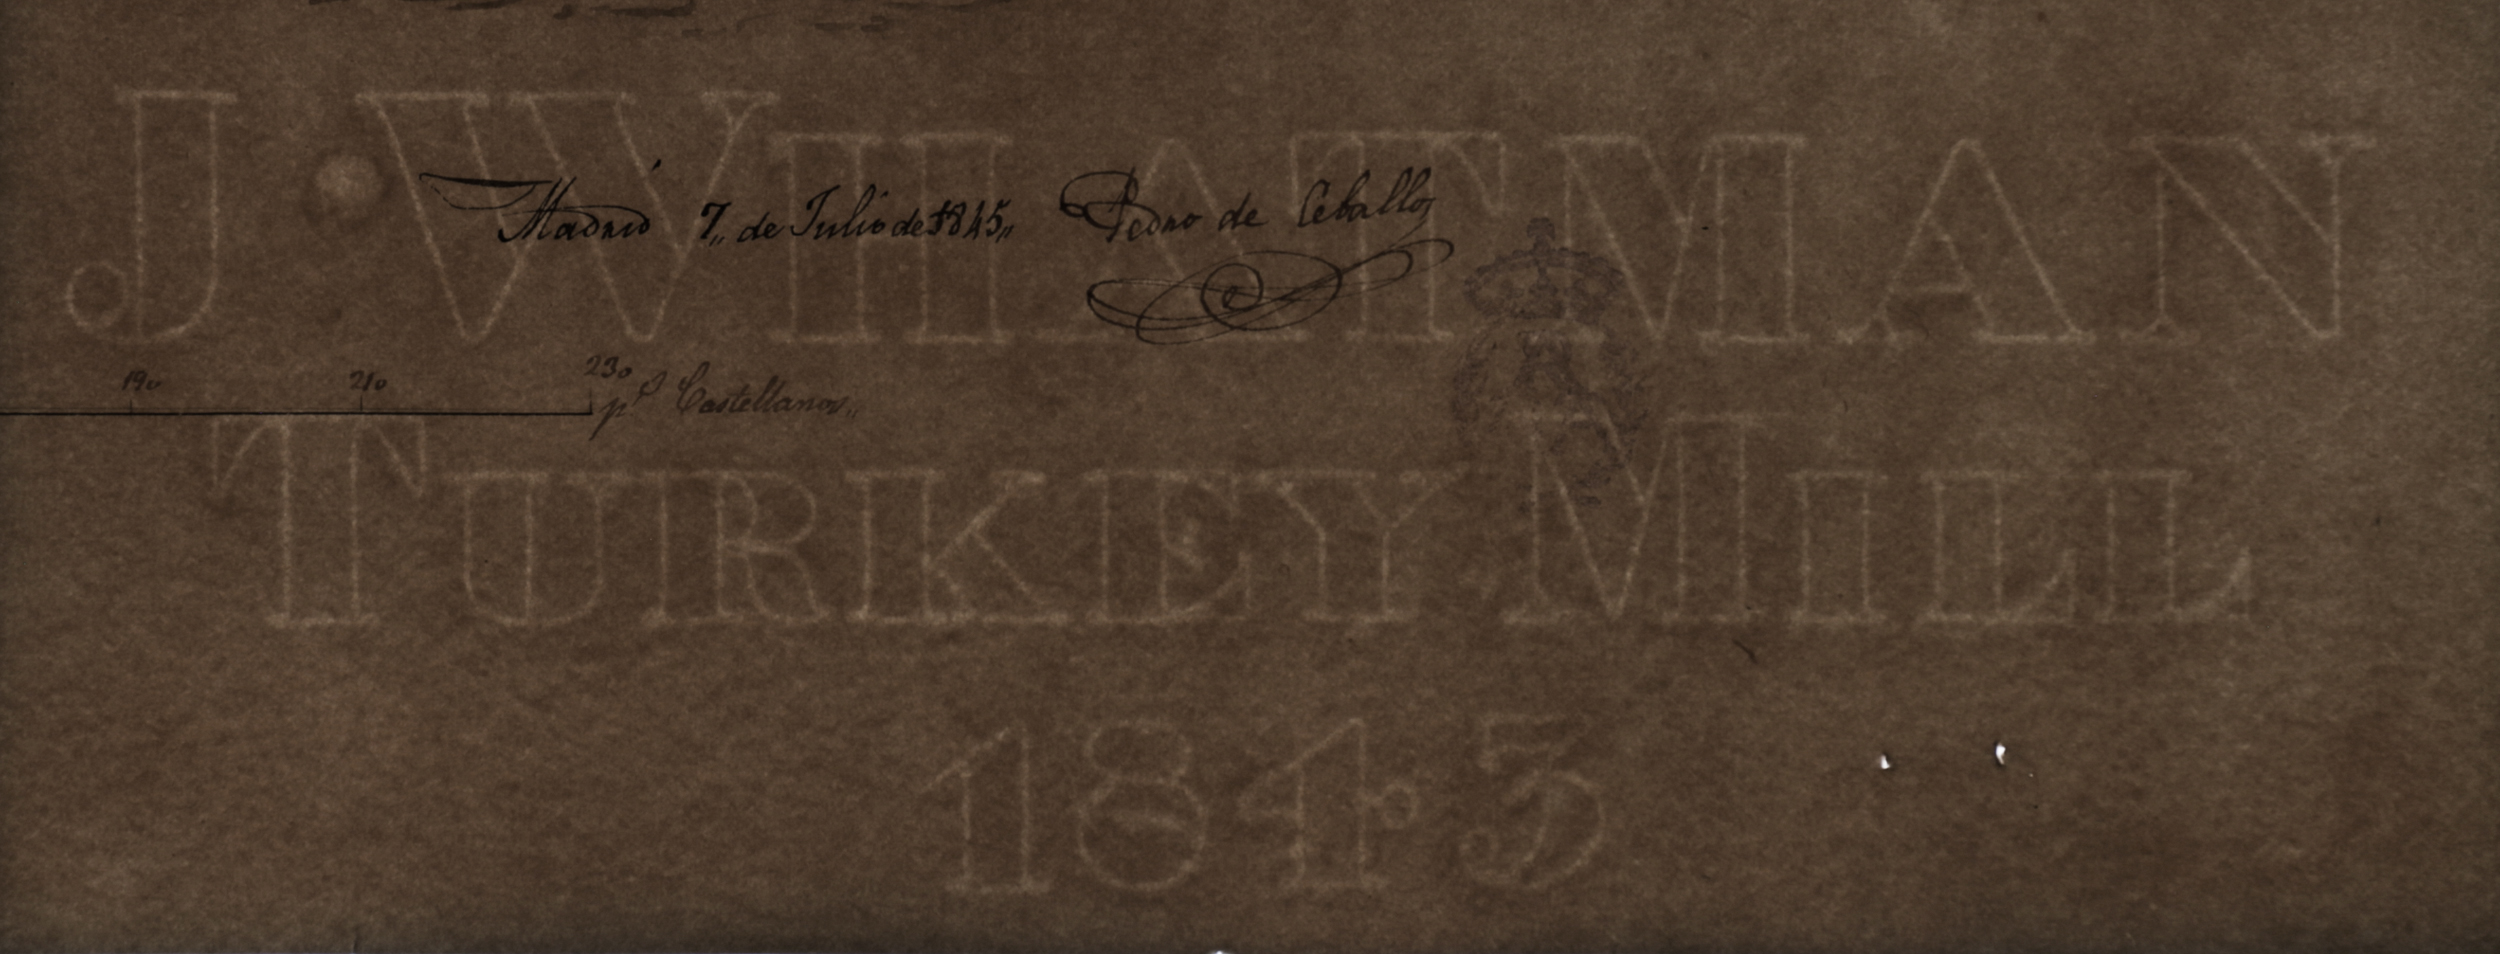 J WHATMAN
Madrid 7,, de Julio de 1845,, Pedro de Ceballos
190 210 230
ps Castellanos,,
TURKEY MILL
1845